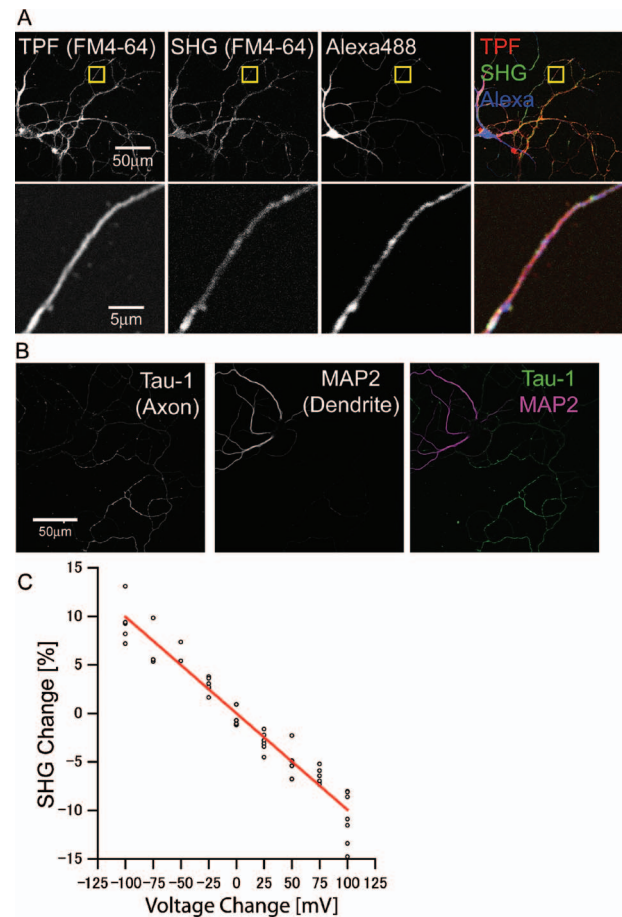 A
TPF (FM4-64) SHG (FM4-64) Alexa488 TPF
SHG
Alexa
50μm
5μm
B
Tau-1
(Axon)
MAP2
(Dendrite)
Tau-1
MAP2
50μm
C
15
10
5
0
−5
−10
−15
SHG Change [%]
−125 −100 −75 −50 −25 0 25 50 75 100 125
Voltage Change [mV]